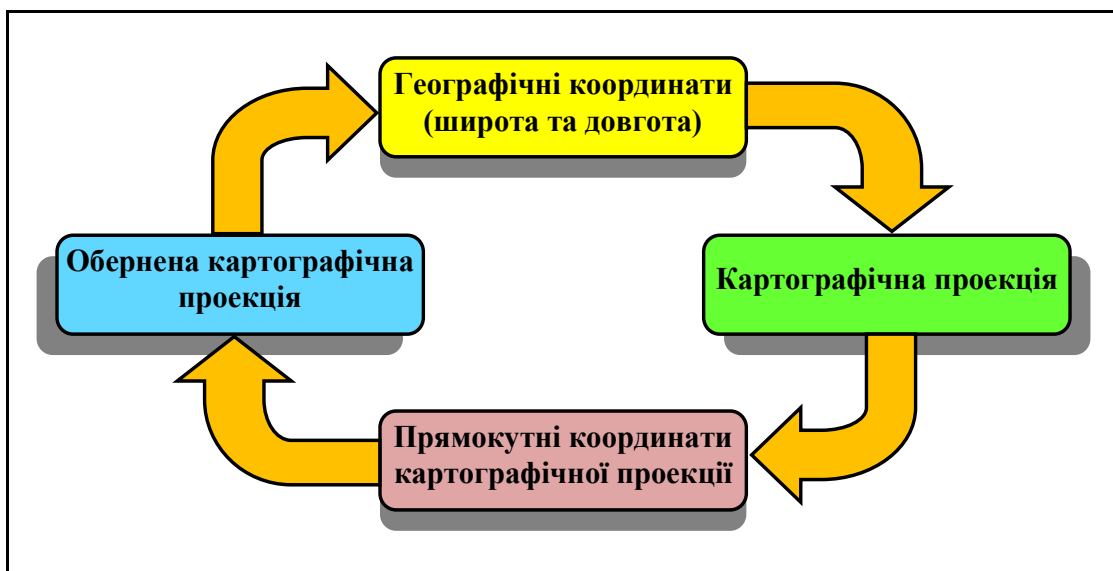 Географічні координати
(широта та довгота)
Обернена картографічна
проекція
Картографічна проекція
Прямокутні координати
картографічної проекції